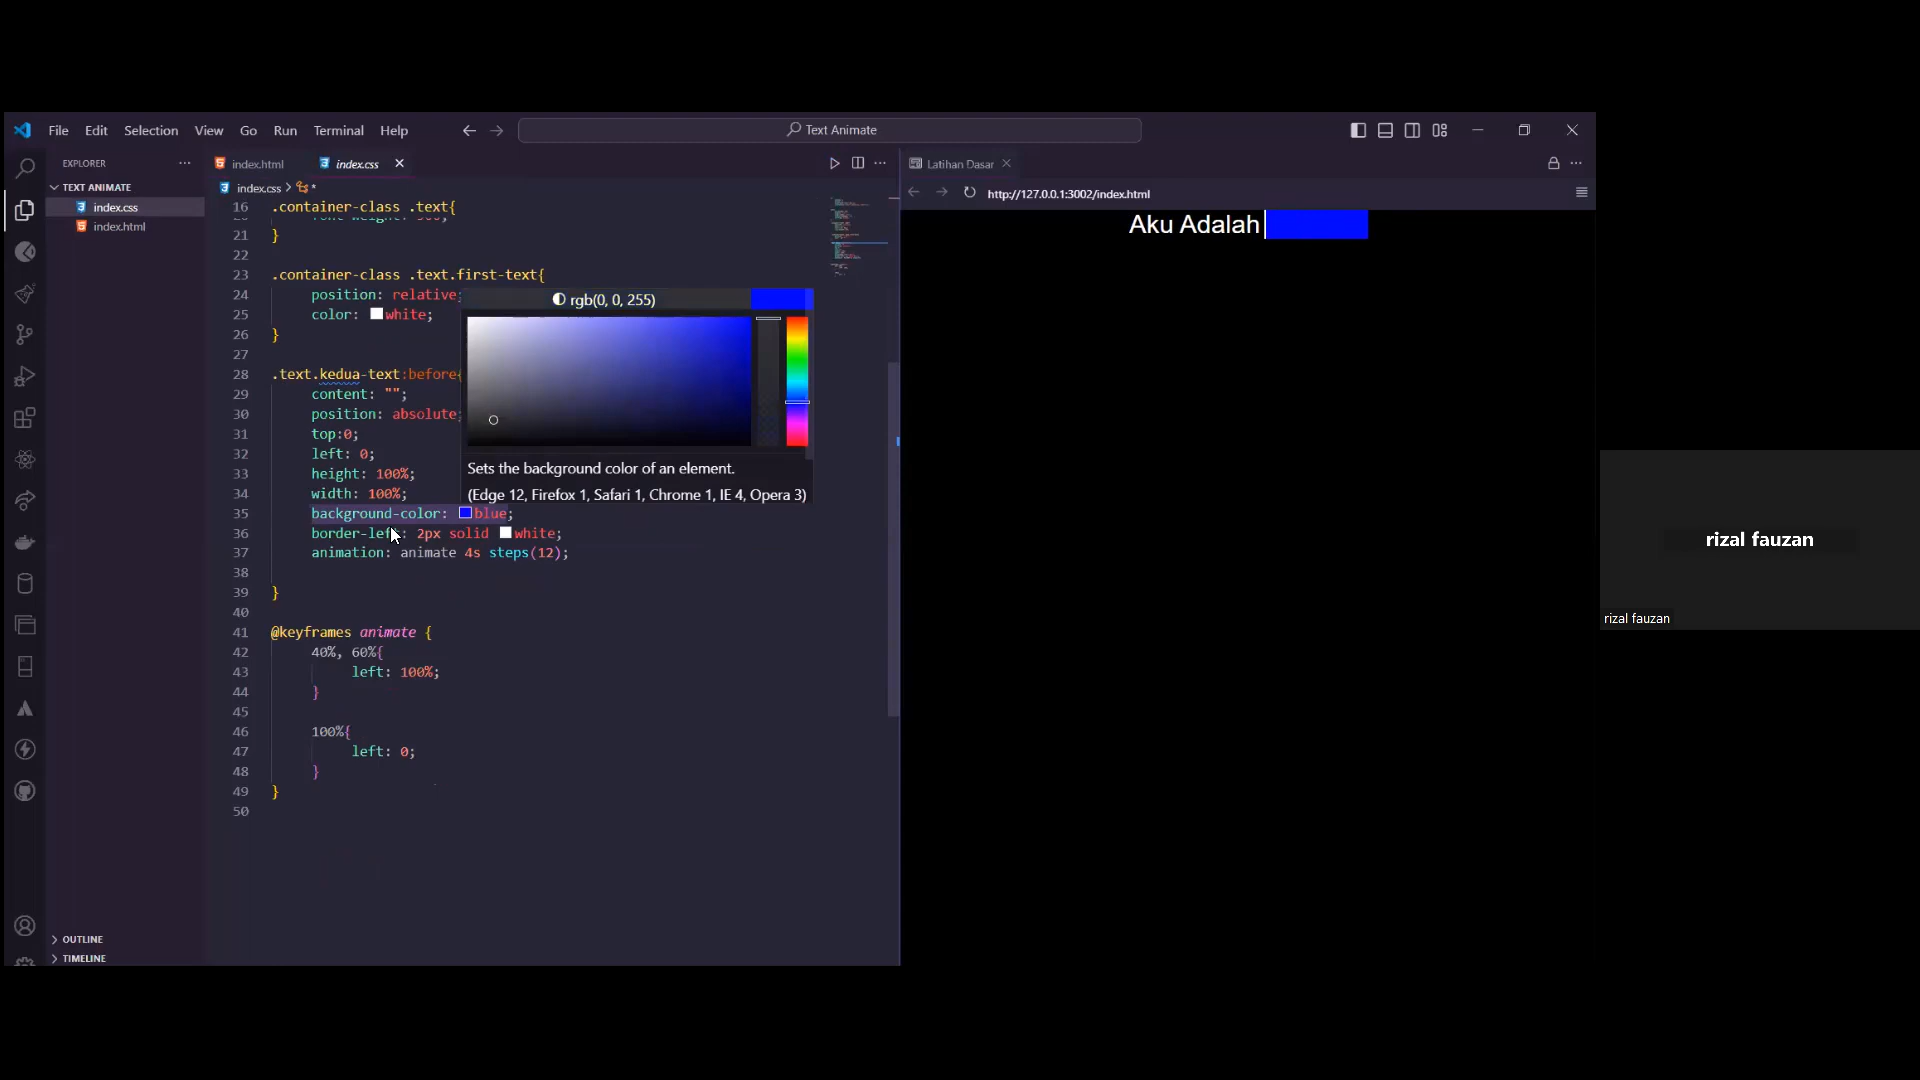 File Edit Selection View Go Run Terminal Help
Text Animate
EXPLORER
TEXT ANIMATE
index.css
index.html
OUTLINE
TIMELINE
index.html
index.css
index.css > *
16 .container-class .text{
21 }
22
23 .container-class .text.first-text{
24 position: relative;
25 color: white;
26 }
27
28 .text.kedua-text:before{
29 content: "";
30 position: absolute;
31 top:0;
32 left: 0;
33 height: 100%;
34 width: 100%;
35 background-color: blue;
36 border-left: 2px solid white;
37 animation: animate 4s steps(12);
38
39 }
40
41 @keyframes animate {
42 40%, 60%{
43 left: 100%;
44 }
45
46 100%{
47 left: 0;
48 }
49 }
50
rgb(0, 0, 255)
Sets the background color of an element.
(Edge 12, Firefox 1, Safari 1, Chrome 1, IE 4, Opera 3)
Latihan Dasar
http://127.0.0.1:3002/index.html
Aku Adalah
rizal fauzan
rizal fauzan